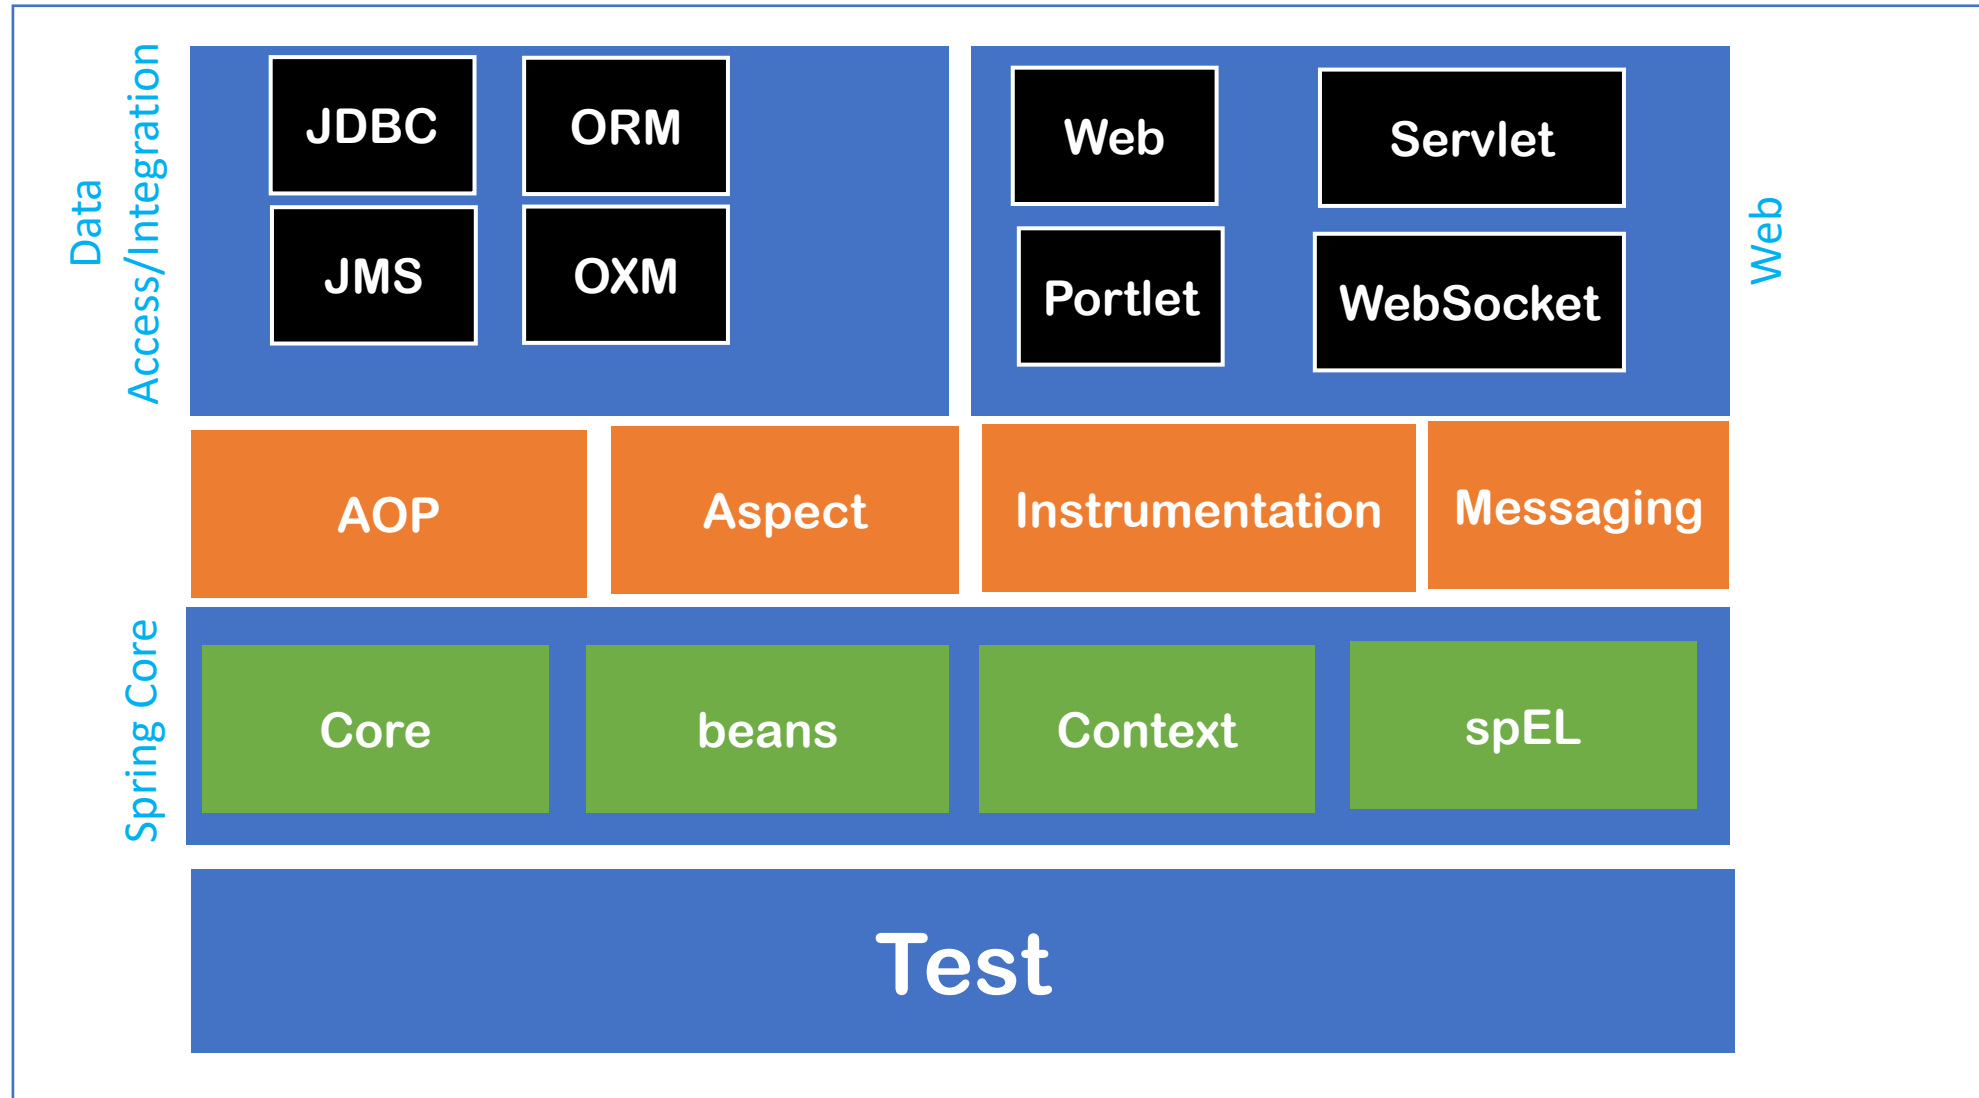 Data
Access/Integration
JDBC
ORM
JMS
OXM
Web
Servlet
Portlet
WebSocket
Web
AOP
Aspect
Instrumentation
Messaging
Spring Core
Core
beans
Context
spEL
Test